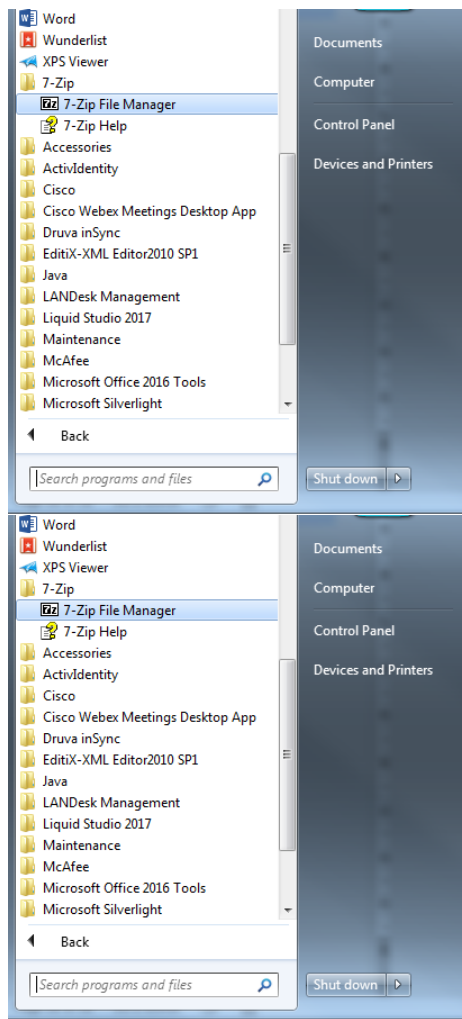 Word
Wunderlist
XPS Viewer
7-Zip
7-Zip File Manager
7-Zip Help
Accessories
ActivIdentity
Cisco
Cisco Webex Meetings Desktop App
Druva inSync
EditiX-XML Editor2010 SP1
Java
LANDesk Management
Liquid Studio 2017
Maintenance
McAfee
Microsoft Office 2016 Tools
Microsoft Silverlight
Back
Search programs and files
Documents
Computer
Control Panel
Devices and Printers
Shut down
Word
Wunderlist
XPS Viewer
7-Zip
7-Zip File Manager
7-Zip Help
Accessories
ActivIdentity
Cisco
Cisco Webex Meetings Desktop App
Druva inSync
EditiX-XML Editor2010 SP1
Java
LANDesk Management
Liquid Studio 2017
Maintenance
McAfee
Microsoft Office 2016 Tools
Microsoft Silverlight
Back
Search programs and files
Documents
Computer
Control Panel
Devices and Printers
Shut down